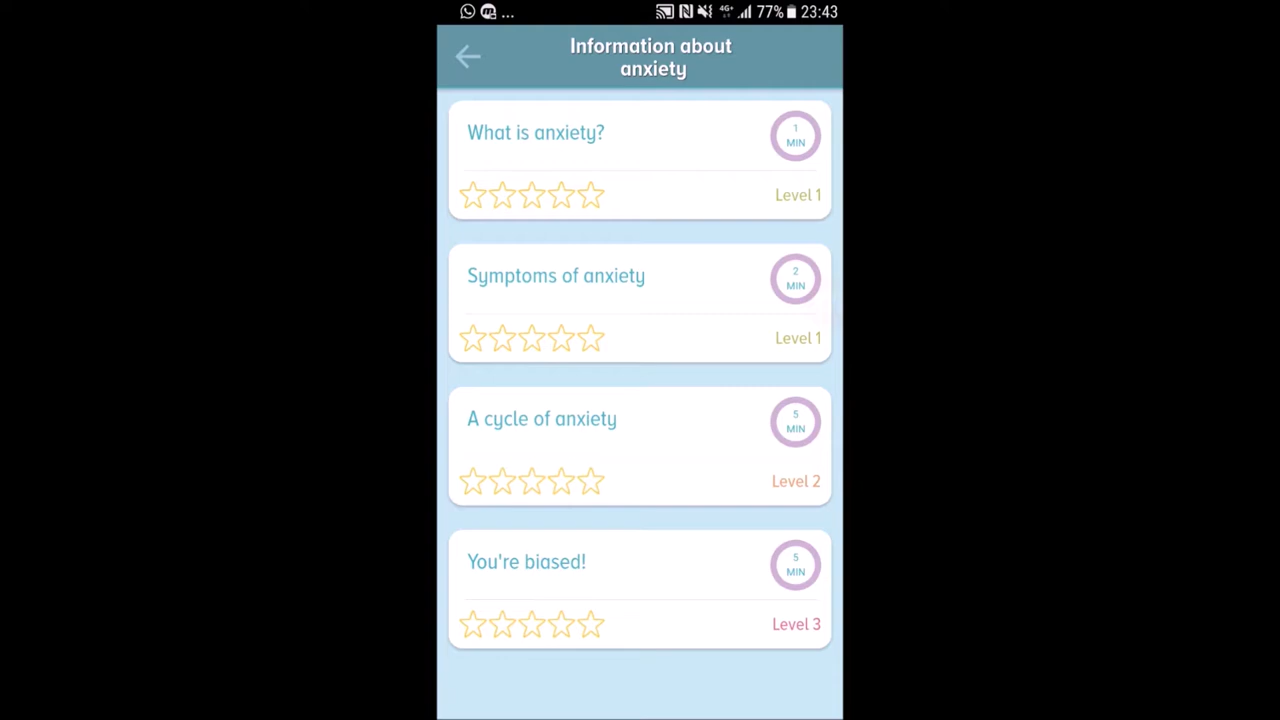 ... 4G+ 77% 23:43
Information about
anxiety
What is anxiety?
1
MIN
Level 1
Symptoms of anxiety
2
MIN
Level 1
A cycle of anxiety
5
MIN
Level 2
You're biased!
5
MIN
Level 3